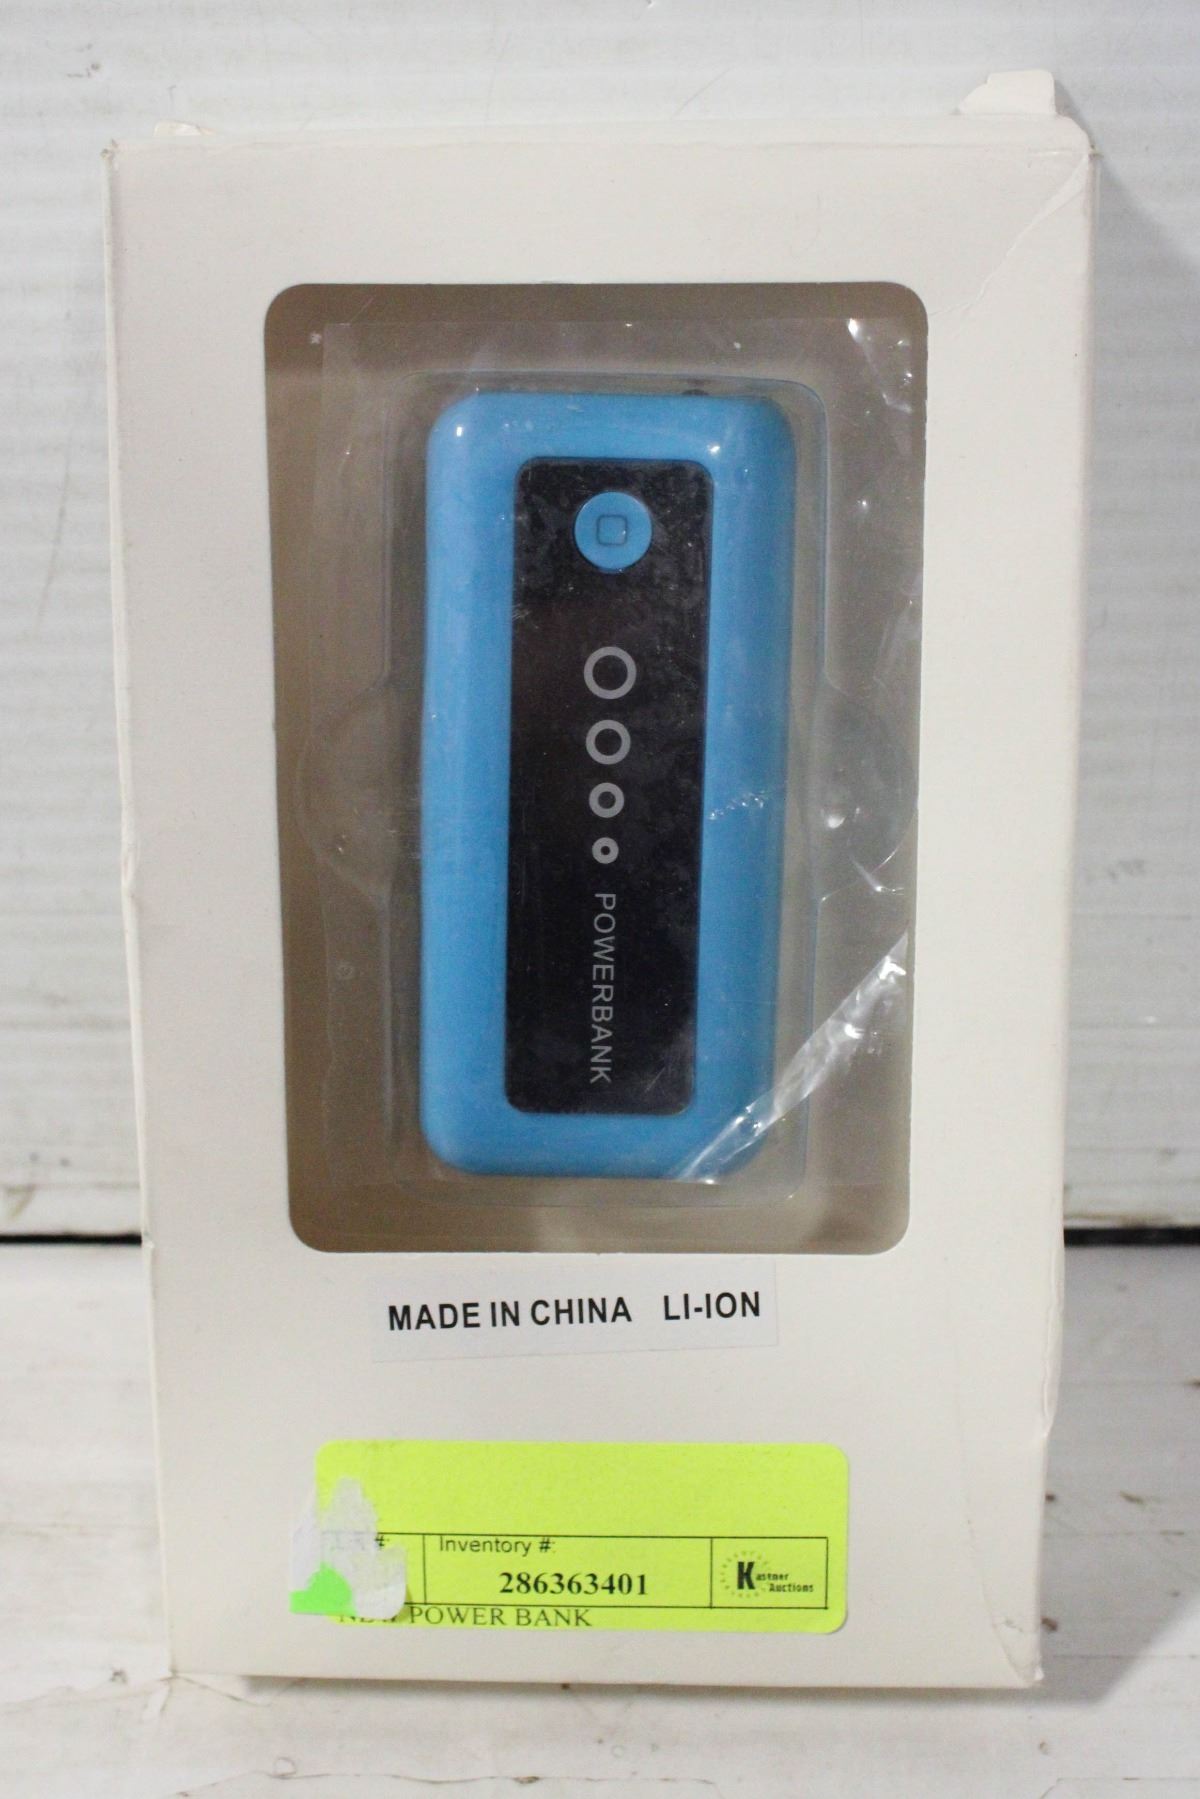 POWERBANK
MADE IN CHINA LI-ION
#:
Inventory #:
286363401
Kastner
Auctions
POWER BANK